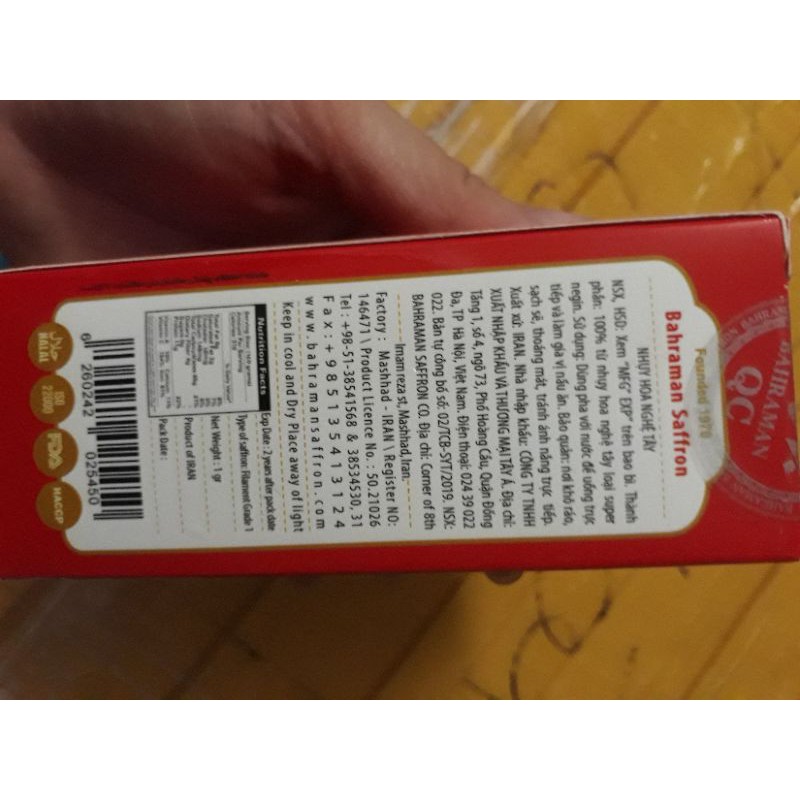 BAHRAMAN
QC
Founded 1970
Bahraman Saffron
NHỤY HOA NGHỆ TÂY
NSX, HSD: Xem "MFG" EXP" trên bao bì. Thành
phần: 100% từ nhụy hoa nghệ tây loại super
negin. Sử dụng: Dùng pha với nước để uống trực
tiếp và làm gia vị nấu ăn. Bảo quản: nơi khô ráo,
sạch sẽ, thoáng mát, tránh ánh nắng trực tiếp.
Xuất xứ: IRAN. Nhà nhập khẩu: CÔNG TY TNHH
XUẤT NHẬP KHẨU VÀ THƯƠNG MẠI TÂY Á. Địa chỉ:
Tầng 1, số 4, ngõ 73, Phố Hoàng Cầu, Quận Đống
Đa, TP Hà Nội, Việt Nam. Điện thoại: 024 39 022
022. Bản tự công bố số: 02/TCB-SYT/2019. NSX:
BAHRAMAN SAFFRON CO. Địa chỉ: Corner of 8th
Imam reza st, Mashhad, Iran.
Factory : Mashhad - IRAN \ Register NO:
146471 \ Product Licence No. : 50.21026
Tel : +98-51-38541568 & 38534530, 31
Fax:+985135413124
www.bahramansaffron.com
Keep in cool and Dry Place away of light
Nutrition Facts
Exp Date : 2 years after pack date
Type of saffron: Filament Grade 1
Net Weight : 1 gr
Product of IRAN
Pack Date :
6 260242 025450
حلال
HALAL
ISO
22000
FDA
HACCP